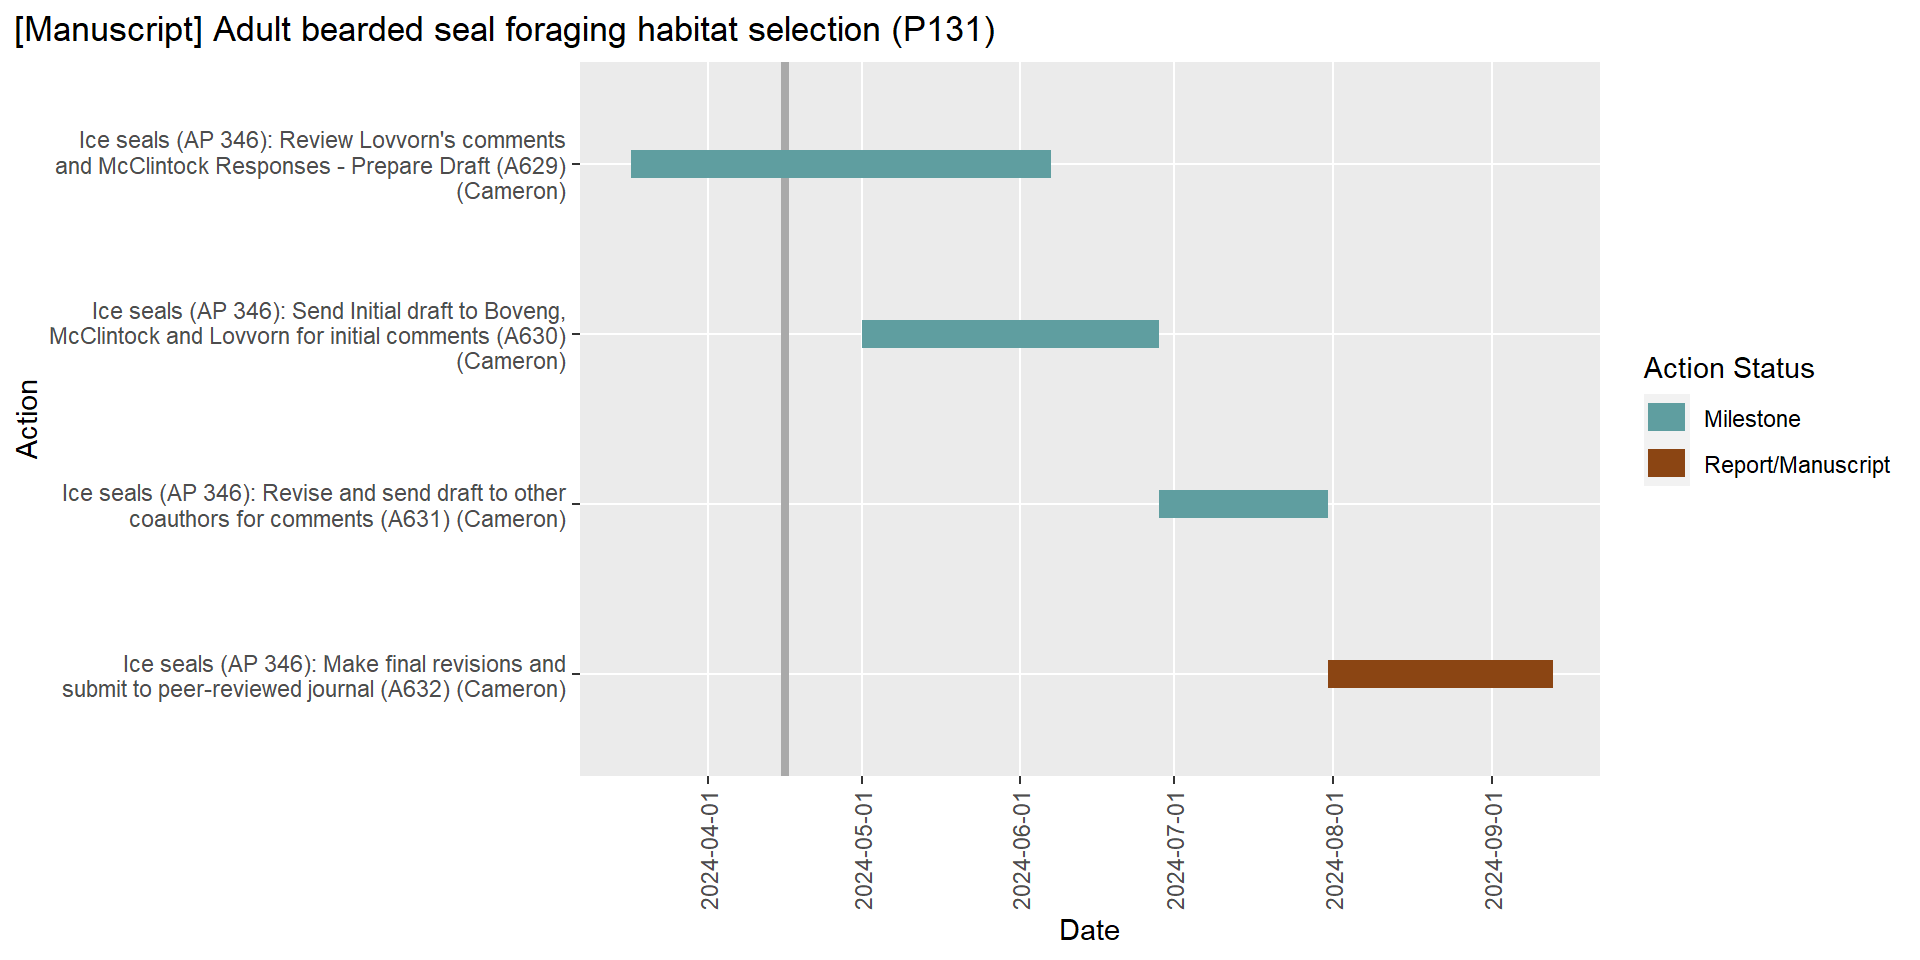 [Manuscript] Adult bearded seal foraging habitat selection (P131)
Ice seals (AP 346): Review Lovvorn's comments
and McClintock Responses - Prepare Draft (A629)
(Cameron)
Ice seals (AP 346): Send Initial draft to Boveng,
McClintock and Lovvorn for initial comments (A630)
(Cameron)
Ice seals (AP 346): Revise and send draft to other
coauthors for comments (A631) (Cameron)
Ice seals (AP 346): Make final revisions and
submit to peer-reviewed journal (A632) (Cameron)
Action
2024-04-01
2024-05-01
2024-06-01
2024-07-01
2024-08-01
2024-09-01
Date
Action Status
Milestone
Report/Manuscript